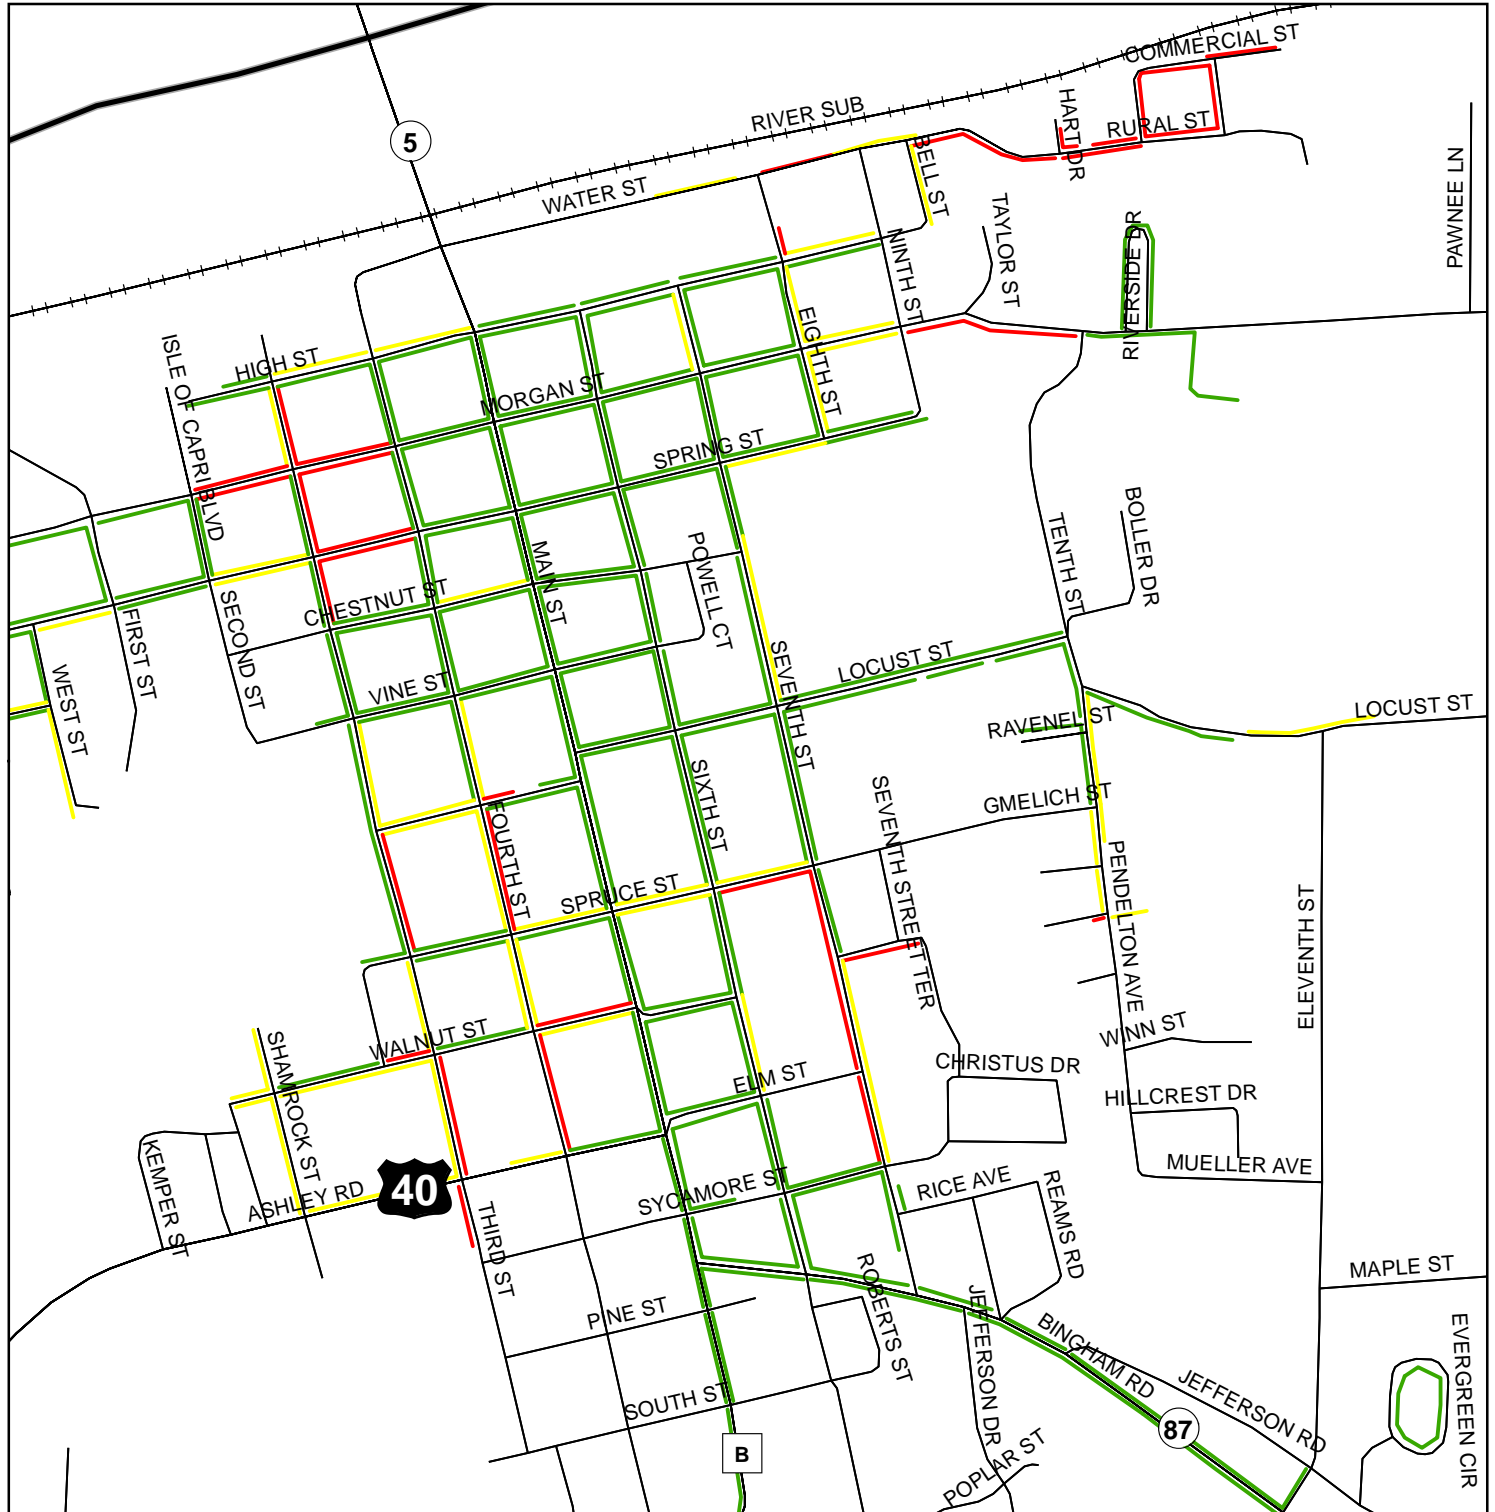 COMMERCIAL ST
RIVER SUB
HART DR
RURAL ST
5
BELL ST
PAWNEE LN
WATER ST
TAYLOR ST
NINTH ST
RIVERSIDE DR
EIGHTH ST
ISLE OF CAPRI BLVD
HIGH ST
MORGAN ST
SPRING ST
BOLLER DR
TENTH ST
POWELL CT
MAIN ST
CHESTNUT ST
SECOND ST
FIRST ST
SEVENTH ST
LOCUST ST
WEST ST
VINE ST
LOCUST ST
RAVENEL ST
SIXTH ST
SEVENTH STREET TER
GMELICH ST
FOURTH ST
PENDELTON AVE
SPRUCE ST
ELEVENTH ST
WALNUT ST
SHAMROCK ST
WINN ST
CHRISTUS DR
ELM ST
HILLCREST DR
KEMPER ST
MUELLER AVE
40
ASHLEY RD
SYCAMORE ST
RICE AVE
REAMS RD
THIRD ST
MAPLE ST
ROBERTS ST
PINE ST
JEFFERSON DR
BINGHAM RD
EVERGREEN CIR
JEFFERSON RD
SOUTH ST
87
B
POPLAR ST